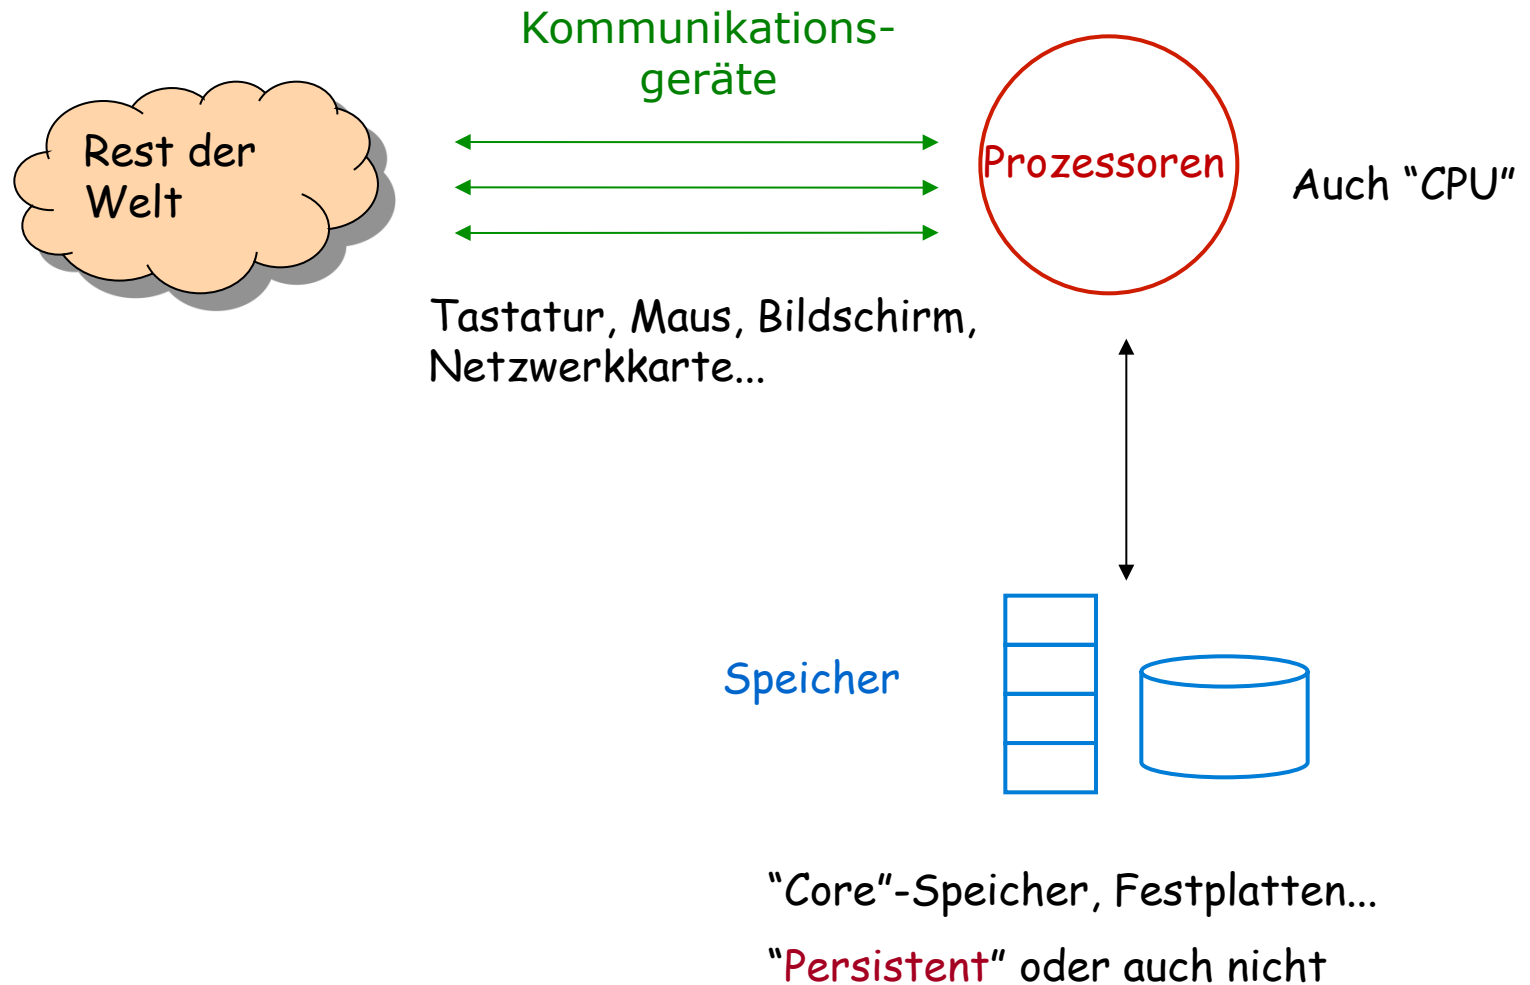 Kommunikations-
geräte
Rest der
Welt
Prozessoren
Auch “CPU”
Tastatur, Maus, Bildschirm,
Netzwerkkarte...
Speicher
“Core”-Speicher, Festplatten...
“Persistent” oder auch nicht